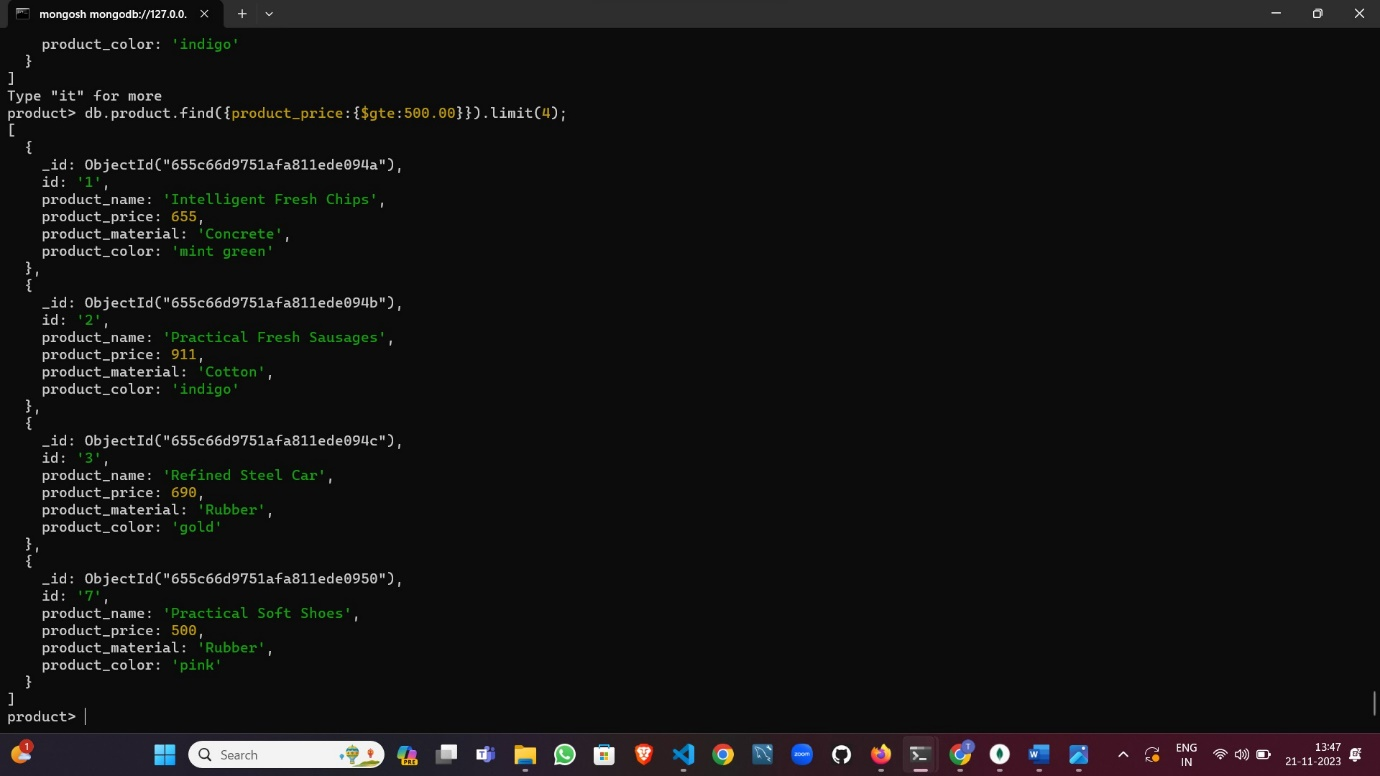 mongosh mongodb://127.0.0.
product_color: 'indigo'
}
]
Type "it" for more
product> db.product.find({product_price:{$gte:500.00}}).limit(4);
[
{
_id: ObjectId("655c66d9751afa811ede094a"),
id: '1',
product_name: 'Intelligent Fresh Chips',
product_price: 655,
product_material: 'Concrete',
product_color: 'mint green'
},
{
_id: ObjectId("655c66d9751afa811ede094b"),
id: '2',
product_name: 'Practical Fresh Sausages',
product_price: 911,
product_material: 'Cotton',
product_color: 'indigo'
},
{
_id: ObjectId("655c66d9751afa811ede094c"),
id: '3',
product_name: 'Refined Steel Car',
product_price: 690,
product_material: 'Rubber',
product_color: 'gold'
},
{
_id: ObjectId("655c66d9751afa811ede0950"),
id: '7',
product_name: 'Practical Soft Shoes',
product_price: 500,
product_material: 'Rubber',
product_color: 'pink'
}
]
product>
1
Search
PRE
zoom
T
ENG
IN
13:47
21-11-2023